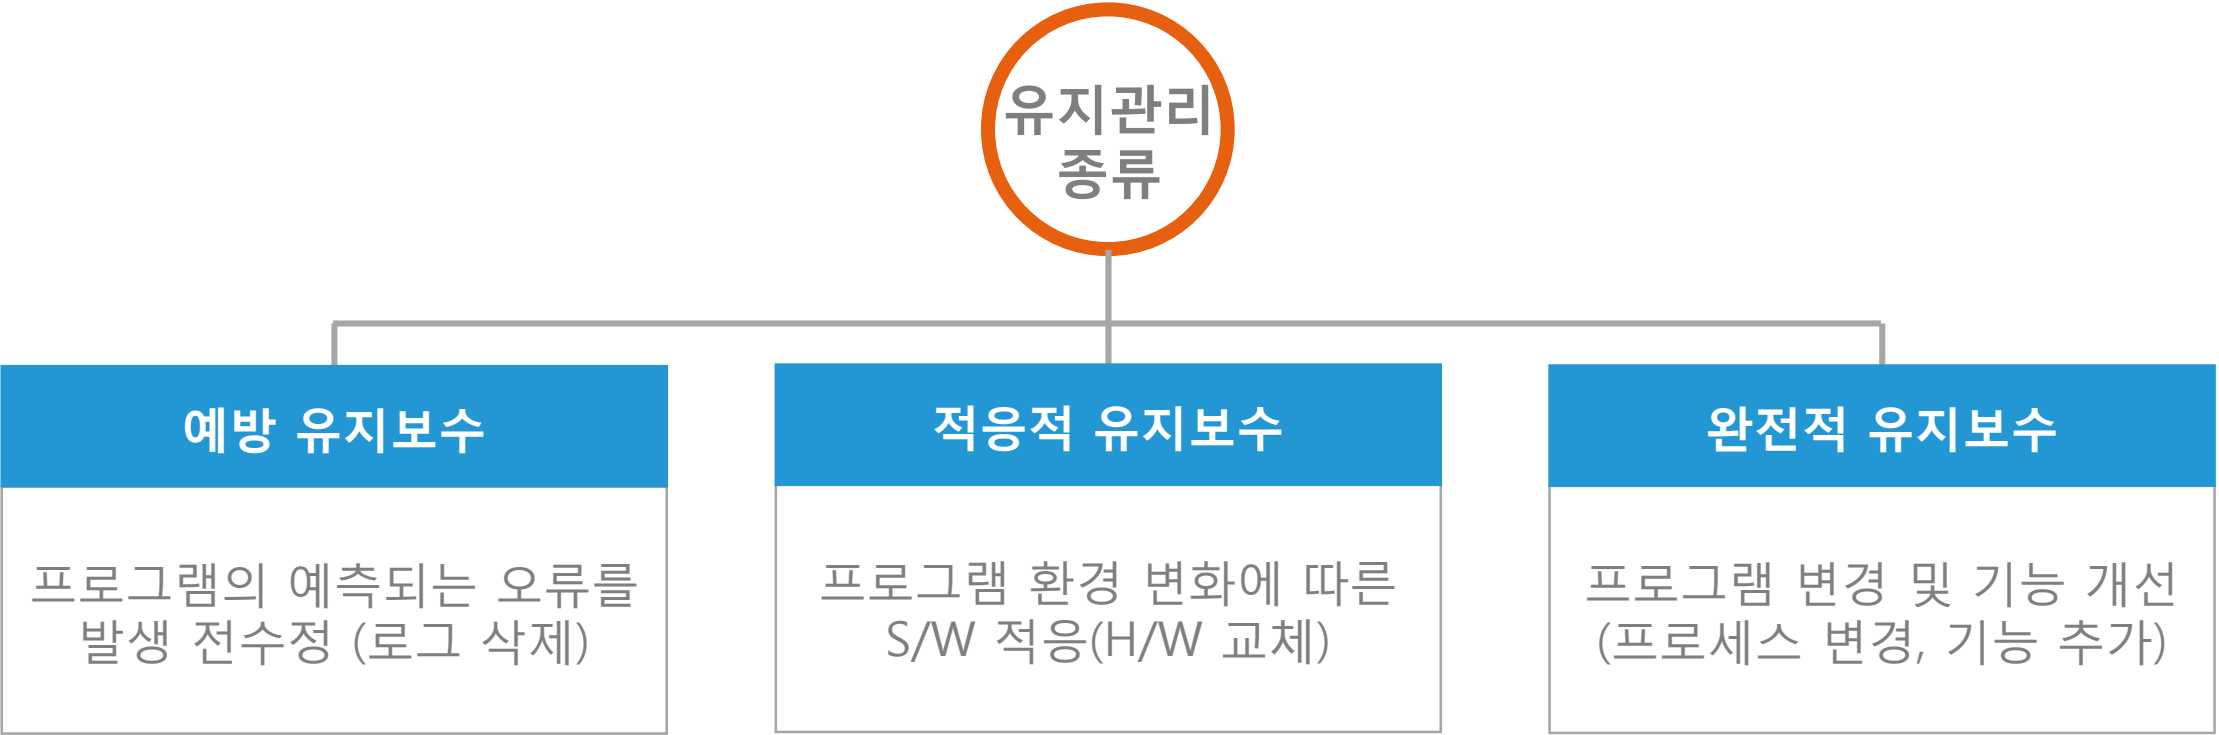 유지관리
종류
예방 유지보수
프로그램의 예측되는 오류를
발생 전수정 (로그 삭제)
적응적 유지보수
프로그램 환경 변화에 따른
S/W 적응(H/W 교체)
완전적 유지보수
프로그램 변경 및 기능 개선
(프로세스 변경, 기능 추가)